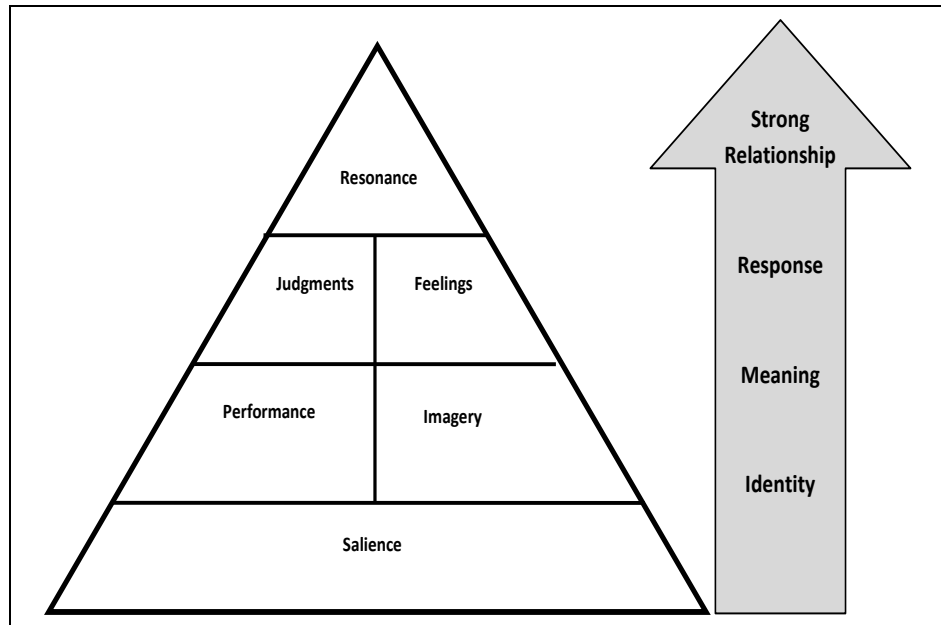 Strong
Relationship
Resonance
Response
Judgments
Feelings
Meaning
Performance
Imagery
Identity
Salience